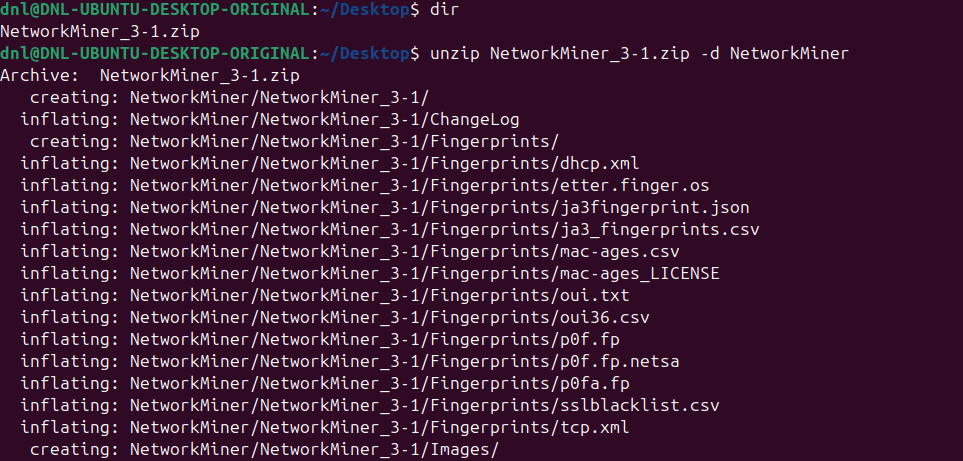 dnl@DNL-UBUNTU-DESKTOP-ORIGINAL:~/Desktop$ dir
NetworkMiner_3-1.zip
dnl@DNL-UBUNTU-DESKTOP-ORIGINAL:~/Desktop$ unzip NetworkMiner_3-1.zip -d NetworkMiner
Archive:  NetworkMiner_3-1.zip
   creating: NetworkMiner/NetworkMiner_3-1/
  inflating: NetworkMiner/NetworkMiner_3-1/ChangeLog
   creating: NetworkMiner/NetworkMiner_3-1/Fingerprints/
  inflating: NetworkMiner/NetworkMiner_3-1/Fingerprints/dhcp.xml
  inflating: NetworkMiner/NetworkMiner_3-1/Fingerprints/etter.finger.os
  inflating: NetworkMiner/NetworkMiner_3-1/Fingerprints/ja3fingerprint.json
  inflating: NetworkMiner/NetworkMiner_3-1/Fingerprints/ja3_fingerprints.csv
  inflating: NetworkMiner/NetworkMiner_3-1/Fingerprints/mac-ages.csv
  inflating: NetworkMiner/NetworkMiner_3-1/Fingerprints/mac-ages_LICENSE
  inflating: NetworkMiner/NetworkMiner_3-1/Fingerprints/oui.txt
  inflating: NetworkMiner/NetworkMiner_3-1/Fingerprints/oui36.csv
  inflating: NetworkMiner/NetworkMiner_3-1/Fingerprints/p0f.fp
  inflating: NetworkMiner/NetworkMiner_3-1/Fingerprints/p0f.fp.netsa
  inflating: NetworkMiner/NetworkMiner_3-1/Fingerprints/p0fa.fp
  inflating: NetworkMiner/NetworkMiner_3-1/Fingerprints/sslblacklist.csv
  inflating: NetworkMiner/NetworkMiner_3-1/Fingerprints/tcp.xml
   creating: NetworkMiner/NetworkMiner_3-1/Images/